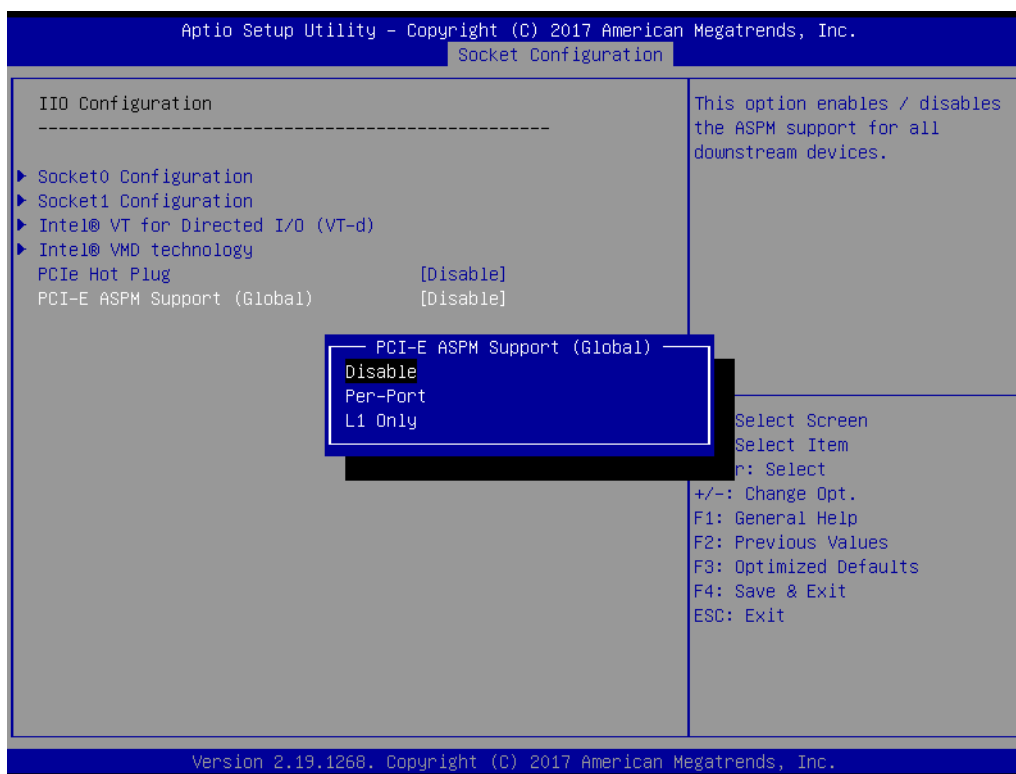 Aptio Setup Utility – Copyright (C) 2017 American Megatrends, Inc.
Socket Configuration
IIO Configuration
--------------------------------------------------
Socket0 Configuration
Socket1 Configuration
Intel® VT for Directed I/O (VT-d)
Intel® VMD technology
PCIe Hot Plug [Disable]
PCI-E ASPM Support (Global) [Disable]
PCI-E ASPM Support (Global)
Disable
Per-Port
L1 Only
This option enables / disables
the ASPM support for all
downstream devices.
Select Screen
Select Item
r: Select
+/-: Change Opt.
F1: General Help
F2: Previous Values
F3: Optimized Defaults
F4: Save & Exit
ESC: Exit
Version 2.19.1268. Copyright (C) 2017 American Megatrends, Inc.